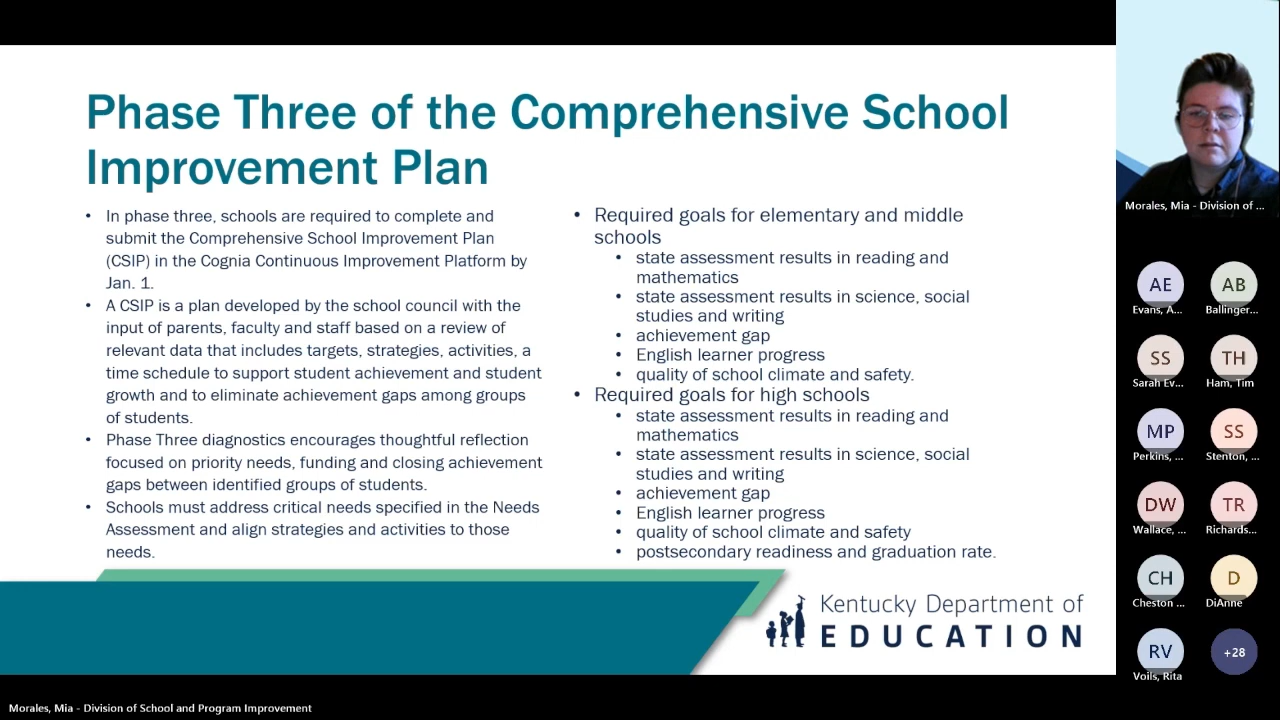 Phase Three of the Comprehensive School
Improvement Plan
• In phase three, schools are required to complete and
submit the Comprehensive School Improvement Plan
(CSIP) in the Cognia Continuous Improvement Platform by
Jan. 1.
• A CSIP is a plan developed by the school council with the
input of parents, faculty and staff based on a review of
relevant data that includes targets, strategies, activities, a
time schedule to support student achievement and student
growth and to eliminate achievement gaps among groups
of students.
• Phase Three diagnostics encourages thoughtful reflection
focused on priority needs, funding and closing achievement
gaps between identified groups of students.
• Schools must address critical needs specified in the Needs
Assessment and align strategies and activities to those
needs.
• Required goals for elementary and middle
schools
• state assessment results in reading and
mathematics
• state assessment results in science, social
studies and writing
• achievement gap
• English learner progress
• quality of school climate and safety.
• Required goals for high schools
• state assessment results in reading and
mathematics
• state assessment results in science, social
studies and writing
• achievement gap
• English learner progress
• quality of school climate and safety
• postsecondary readiness and graduation rate.
Kentucky Department of
EDUCATION
Morales, Mia - Division of ...
AE
Evans, A...
AB
Ballinger...
SS
Sarah Ev...
TH
Ham, Tim
MP
Perkins, ...
SS
Stenton, ...
DW
Wallace, ...
TR
Richards...
CH
Cheston ...
D
DiAnne
RV
Voils, Rita
+28
Morales, Mia - Division of School and Program Improvement